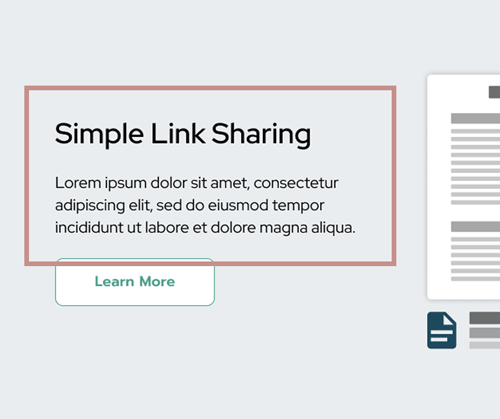 Simple Link Sharing
Lorem ipsum dolor sit amet, consectetur
adipiscing elit, sed do eiusmod tempor
incididunt ut labore et dolore magna aliqua.
Learn More